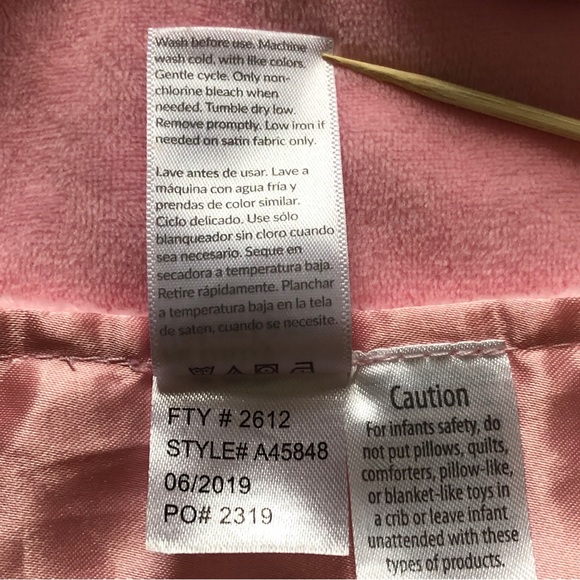 Wash before use. Machine
wash cold, with like colors.
Gentle cycle. Only non-
chlorine bleach when
needed. Tumble dry low.
Remove promptly. Low iron if
needed on satin fabric only.
Lave antes de usar. Lave a
máquina con agua fría y
prendas de color similar.
Ciclo delicado. Use sólo
blanqueador sin cloro cuando
sea necesario. Seque en
secadora a temperatura baja.
Retire rápidamente. Planchar
a temperatura baja en la tela
de saten, cuando se necesite.
FTY # 2612
STYLE# A45848
06/2019
PO# 2319
Caution
For infants safety, do
not put pillows, quilts,
comforters, pillow-like,
or blanket-like toys in
a crib or leave infant
unattended with these
types of products.